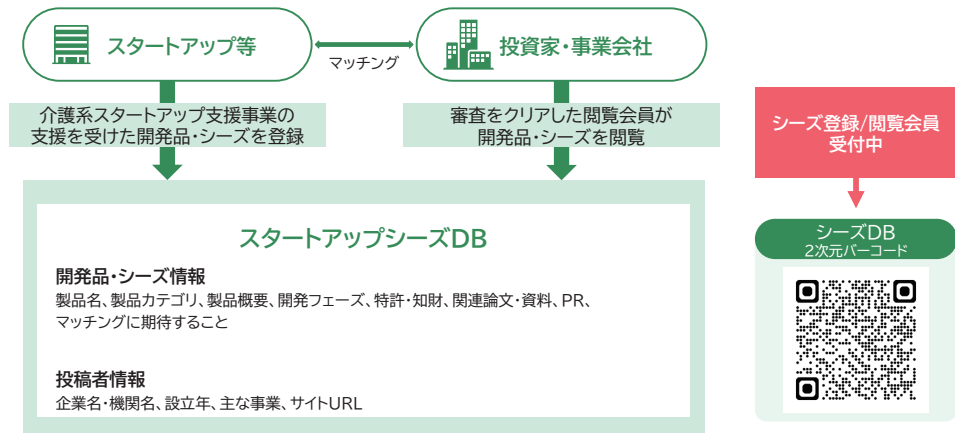 スタートアップ等
マッチング
投資家・事業会社
介護系スタートアップ支援事業の
支援を受けた開発品・シーズを登録
審査をクリアした閲覧会員が
開発品・シーズを閲覧
スタートアップシーズDB
開発品・シーズ情報
製品名、製品カテゴリ、製品概要、開発フェーズ、特許・知財、関連論文・資料、PR、
マッチングに期待すること
投稿者情報
企業名・機関名、設立年、主な事業、サイトURL
シーズ登録/閲覧会員
受付中
シーズDB
2次元バーコード